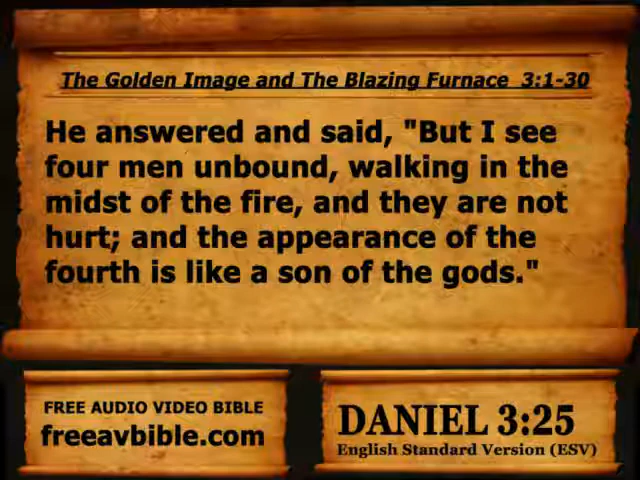 The Golden Image and The Blazing Furnace 3:1-30
He answered and said, "But I see
four men unbound, walking in the
midst of the fire, and they are not
hurt; and the appearance of the
fourth is like a son of the gods."
FREE AUDIO VIDEO BIBLE
freeavbible.com
DANIEL 3:25
English Standard Version (ESV)